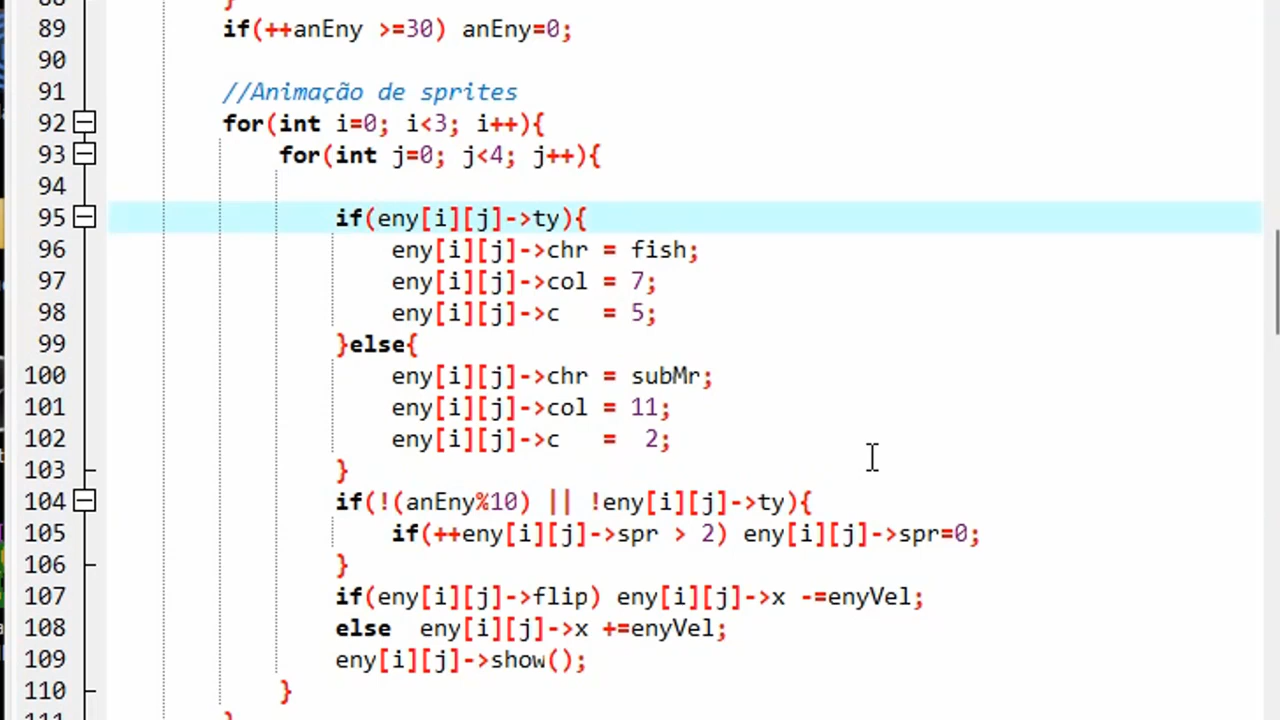 88 }
89 if(++anEny >=30) anEny=0;
90
91 //Animação de sprites
92 for(int i=0; i<3; i++){
93 for(int j=0; j<4; j++){
94
95 if(eny[i][j]->ty){
96 eny[i][j]->chr = fish;
97 eny[i][j]->col = 7;
98 eny[i][j]->c   = 5;
99 }else{
100 eny[i][j]->chr = subMr;
101 eny[i][j]->col = 11;
102 eny[i][j]->c   =  2;
103 }
104 if(!(anEny%10) || !eny[i][j]->ty){
105 if(++eny[i][j]->spr > 2) eny[i][j]->spr=0;
106 }
107 if(eny[i][j]->flip) eny[i][j]->x -=enyVel;
108 else  eny[i][j]->x +=enyVel;
109 eny[i][j]->show();
110 }
111 }